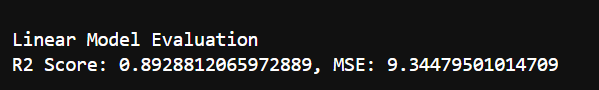 Linear Model Evaluation
R2 Score: 0.8928812065972889, MSE: 9.34479501014709